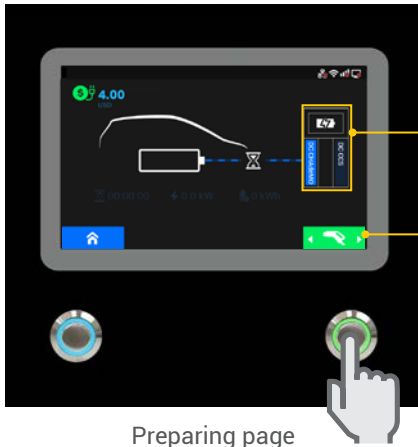 $ 4.00
USD
DC CHAdeMO
DC CCS
00:00:00 0.0 kW 0 kWh
Preparing page